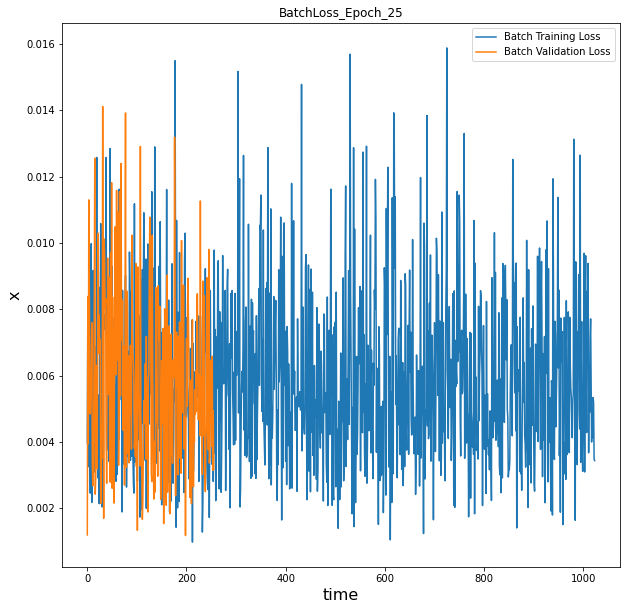 BatchLoss_Epoch_25
Batch Training Loss
Batch Validation Loss
0.016
0.014
0.012
0.010
0.008
0.006
0.004
0.002
x
0
200
400
600
800
1000
time